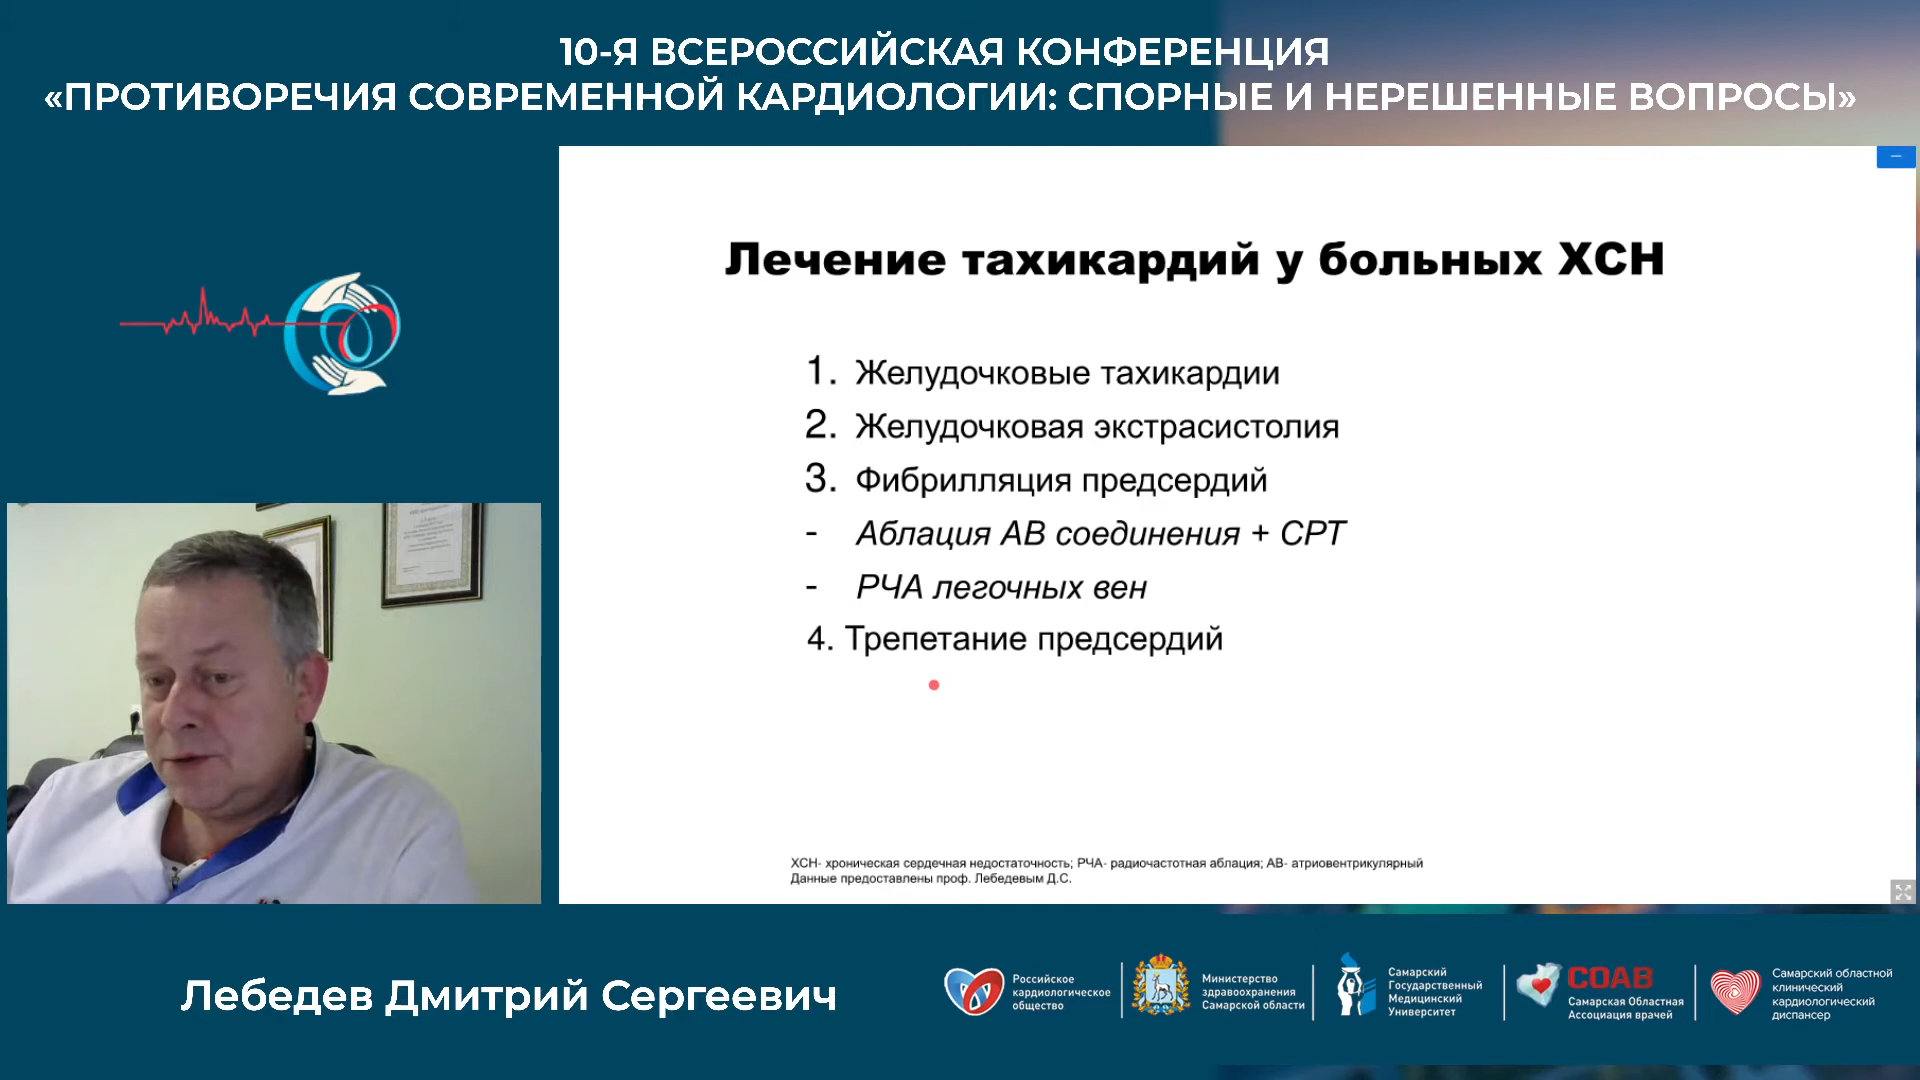 10-Я ВСЕРОССИЙСКАЯ КОНФЕРЕНЦИЯ
«ПРОТИВОРЕЧИЯ СОВРЕМЕННОЙ КАРДИОЛОГИИ: СПОРНЫЕ И НЕРЕШЕННЫЕ ВОПРОСЫ»
Лечение тахикардий у больных ХСН
1. Желудочковые тахикардии
2. Желудочковая экстрасистолия
3. Фибрилляция предсердий
- Аблация АВ соединения + СРТ
- РЧА легочных вен
4. Трепетание предсердий
ХСН- хроническая сердечная недостаточность; РЧА- радиочастотная аблация; АВ- атриовентрикулярный
Данные предоставлены проф. Лебедевым Д.С.
Лебедев Дмитрий Сергеевич
Российское
кардиологическое
общество
Министерство
здравоохранения
Самарской области
Самарский
Государственный
Медицинский
Университет
СОАВ
Самарская Областная
Ассоциация врачей
Самарский областной
клинический
кардиологический
диспансер